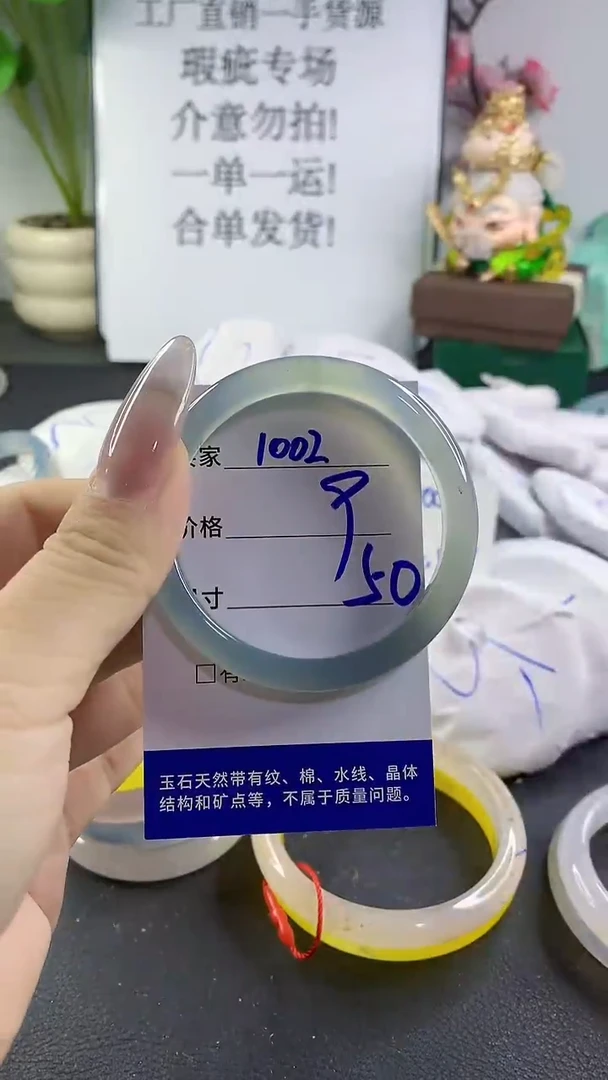 工厂直销一手货源
瑕疵专场
介意勿拍!
一单一运!
合单发货!
家 1002
价格
寸 50
玉石天然带有纹、棉、水线、晶体
结构和矿点等，不属于质量问题。